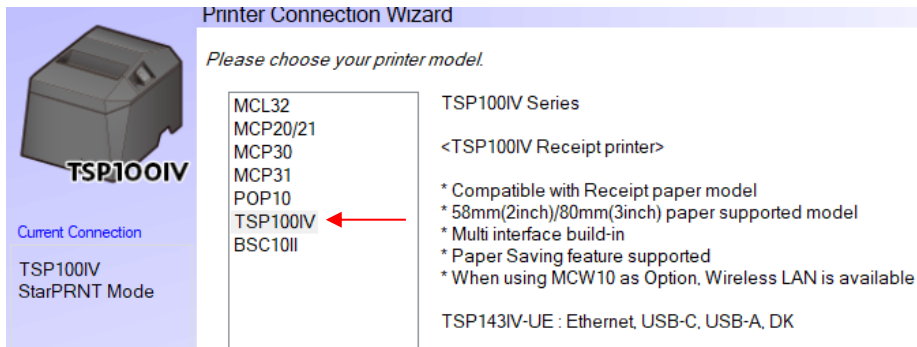 Printer Connection Wizard
Please choose your printer model.
TSP100IV
Current Connection
TSP100IV
StarPRNT Mode
MCL32
MCP20/21
MCP30
MCP31
POP10
TSP100IV
BSC10II
TSP100IV Series
<TSP100IV Receipt printer>
* Compatible with Receipt paper model
* 58mm(2inch)/80mm(3inch) paper supported model
* Multi interface build-in
* Paper Saving feature supported
* When using MCW10 as Option, Wireless LAN is available
TSP143IV-UE : Ethernet, USB-C, USB-A, DK